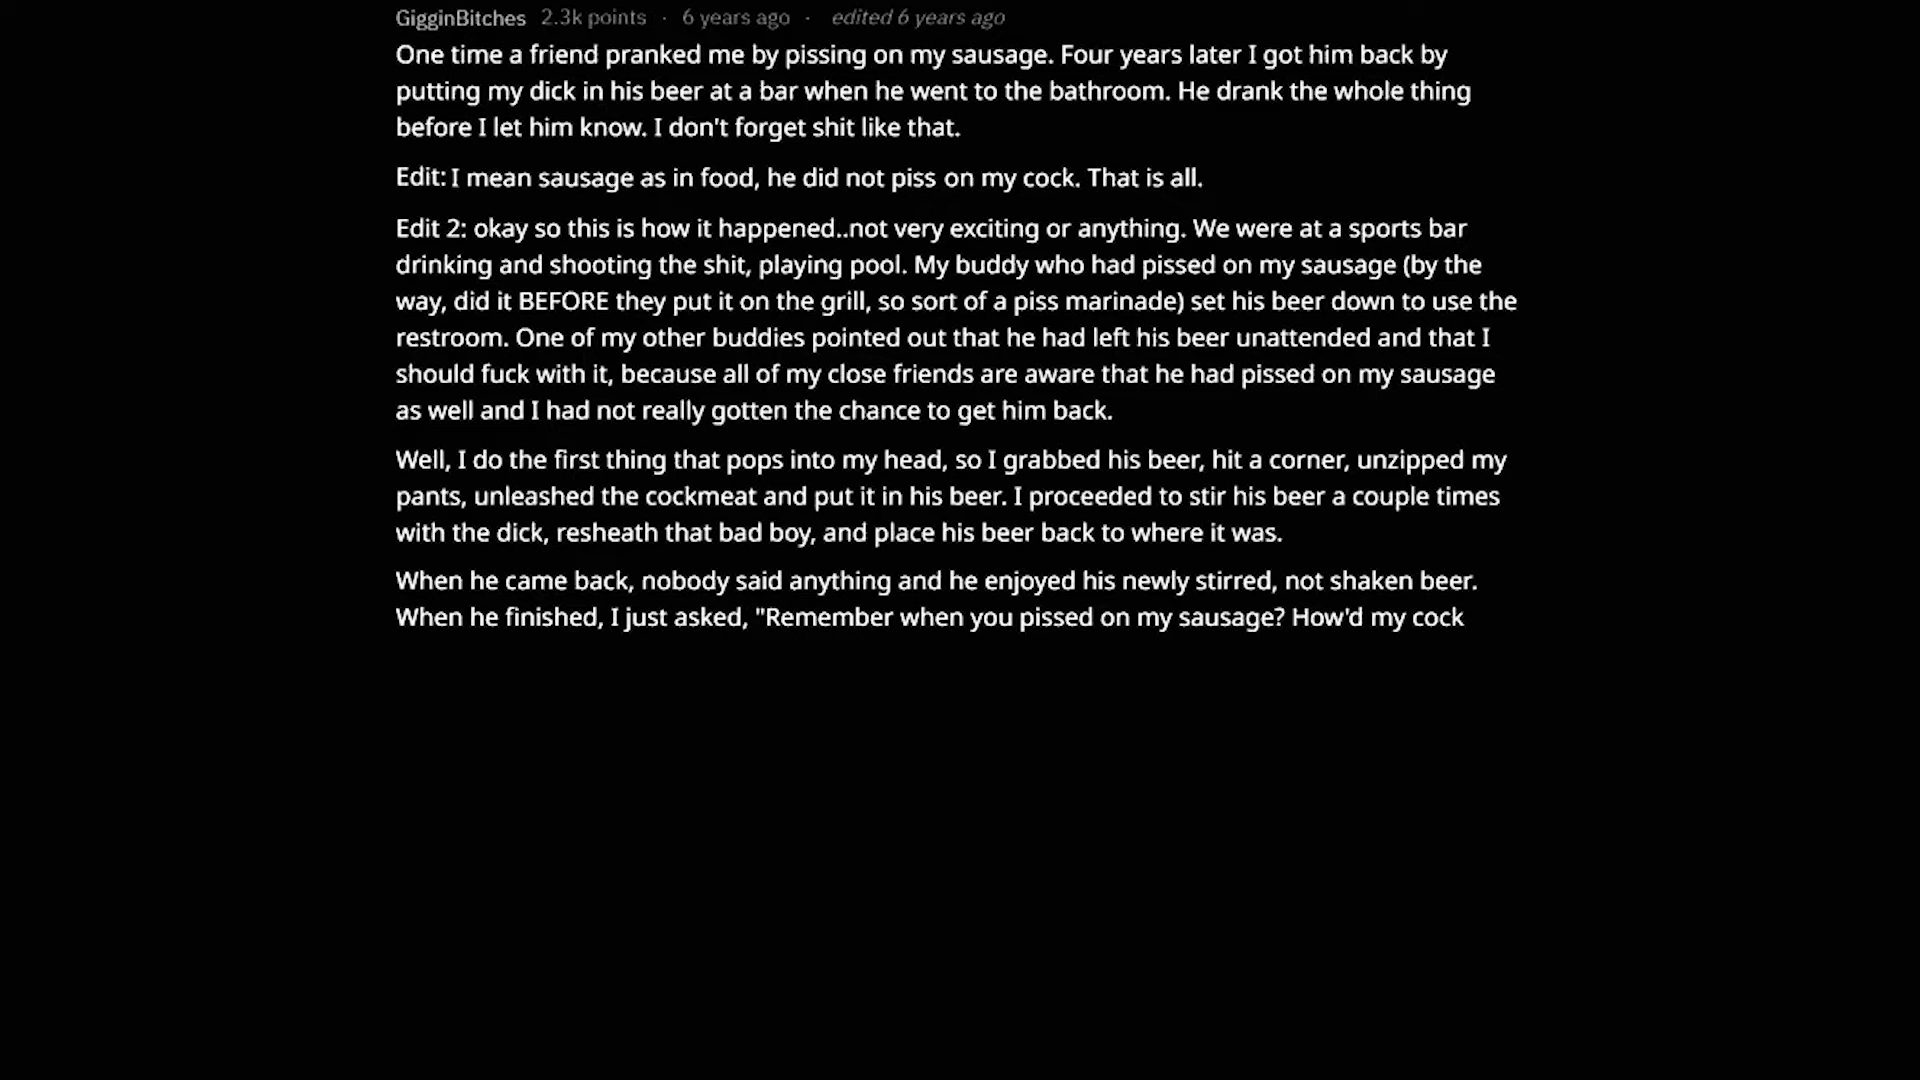 GigginBitches 2.3k points · 6 years ago · edited 6 years ago
One time a friend pranked me by pissing on my sausage. Four years later I got him back by
putting my dick in his beer at a bar when he went to the bathroom. He drank the whole thing
before I let him know. I don't forget shit like that.
Edit: I mean sausage as in food, he did not piss on my cock. That is all.
Edit 2: okay so this is how it happened..not very exciting or anything. We were at a sports bar
drinking and shooting the shit, playing pool. My buddy who had pissed on my sausage (by the
way, did it BEFORE they put it on the grill, so sort of a piss marinade) set his beer down to use the
restroom. One of my other buddies pointed out that he had left his beer unattended and that I
should fuck with it, because all of my close friends are aware that he had pissed on my sausage
as well and I had not really gotten the chance to get him back.
Well, I do the first thing that pops into my head, so I grabbed his beer, hit a corner, unzipped my
pants, unleashed the cockmeat and put it in his beer. I proceeded to stir his beer a couple times
with the dick, resheath that bad boy, and place his beer back to where it was.
When he came back, nobody said anything and he enjoyed his newly stirred, not shaken beer.
When he finished, I just asked, "Remember when you pissed on my sausage? How'd my cock